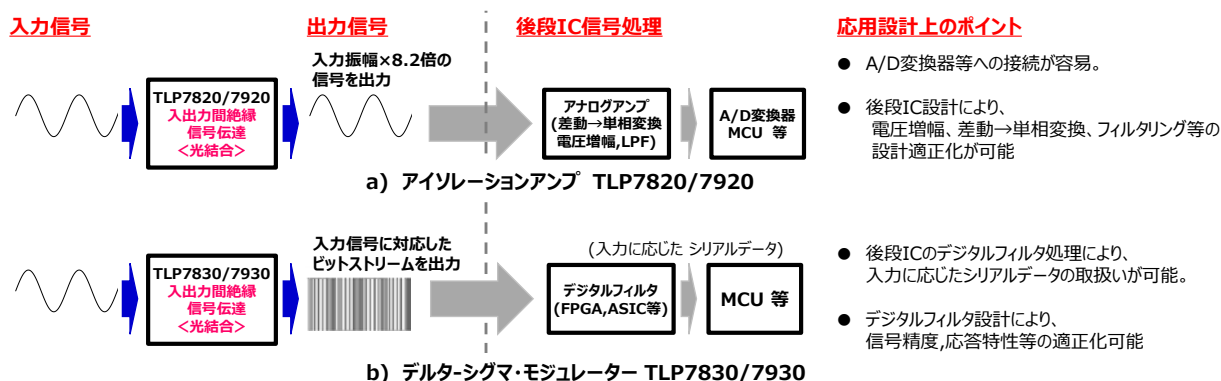 入力信号
出力信号
後段IC信号処理
応用設計上のポイント
入力振幅×8.2倍の
信号を出力
TLP7820/7920
入出力間絶縁
信号伝達
<光結合>
アナログアンプ
(差動→単相変換
電圧増幅,LPF)
A/D変換器
MCU 等
● A/D変換器等への接続が容易。
● 後段IC設計により、
電圧増幅、差動→単相変換、フィルタリング等の
設計適正化が可能
a) アイソレーションアンプ TLP7820/7920
入力信号に対応した
ビットストリームを出力
(入力に応じた シリアルデータ)
TLP7830/7930
入出力間絶縁
信号伝達
<光結合>
デジタルフィルタ
(FPGA,ASIC等)
MCU 等
● 後段ICのデジタルフィルタ処理により、
入力に応じたシリアルデータの取扱いが可能。
● デジタルフィルタ設計により、
信号精度,応答特性等の適正化可能
b) デルタ-シグマ・モジュレーター TLP7830/7930